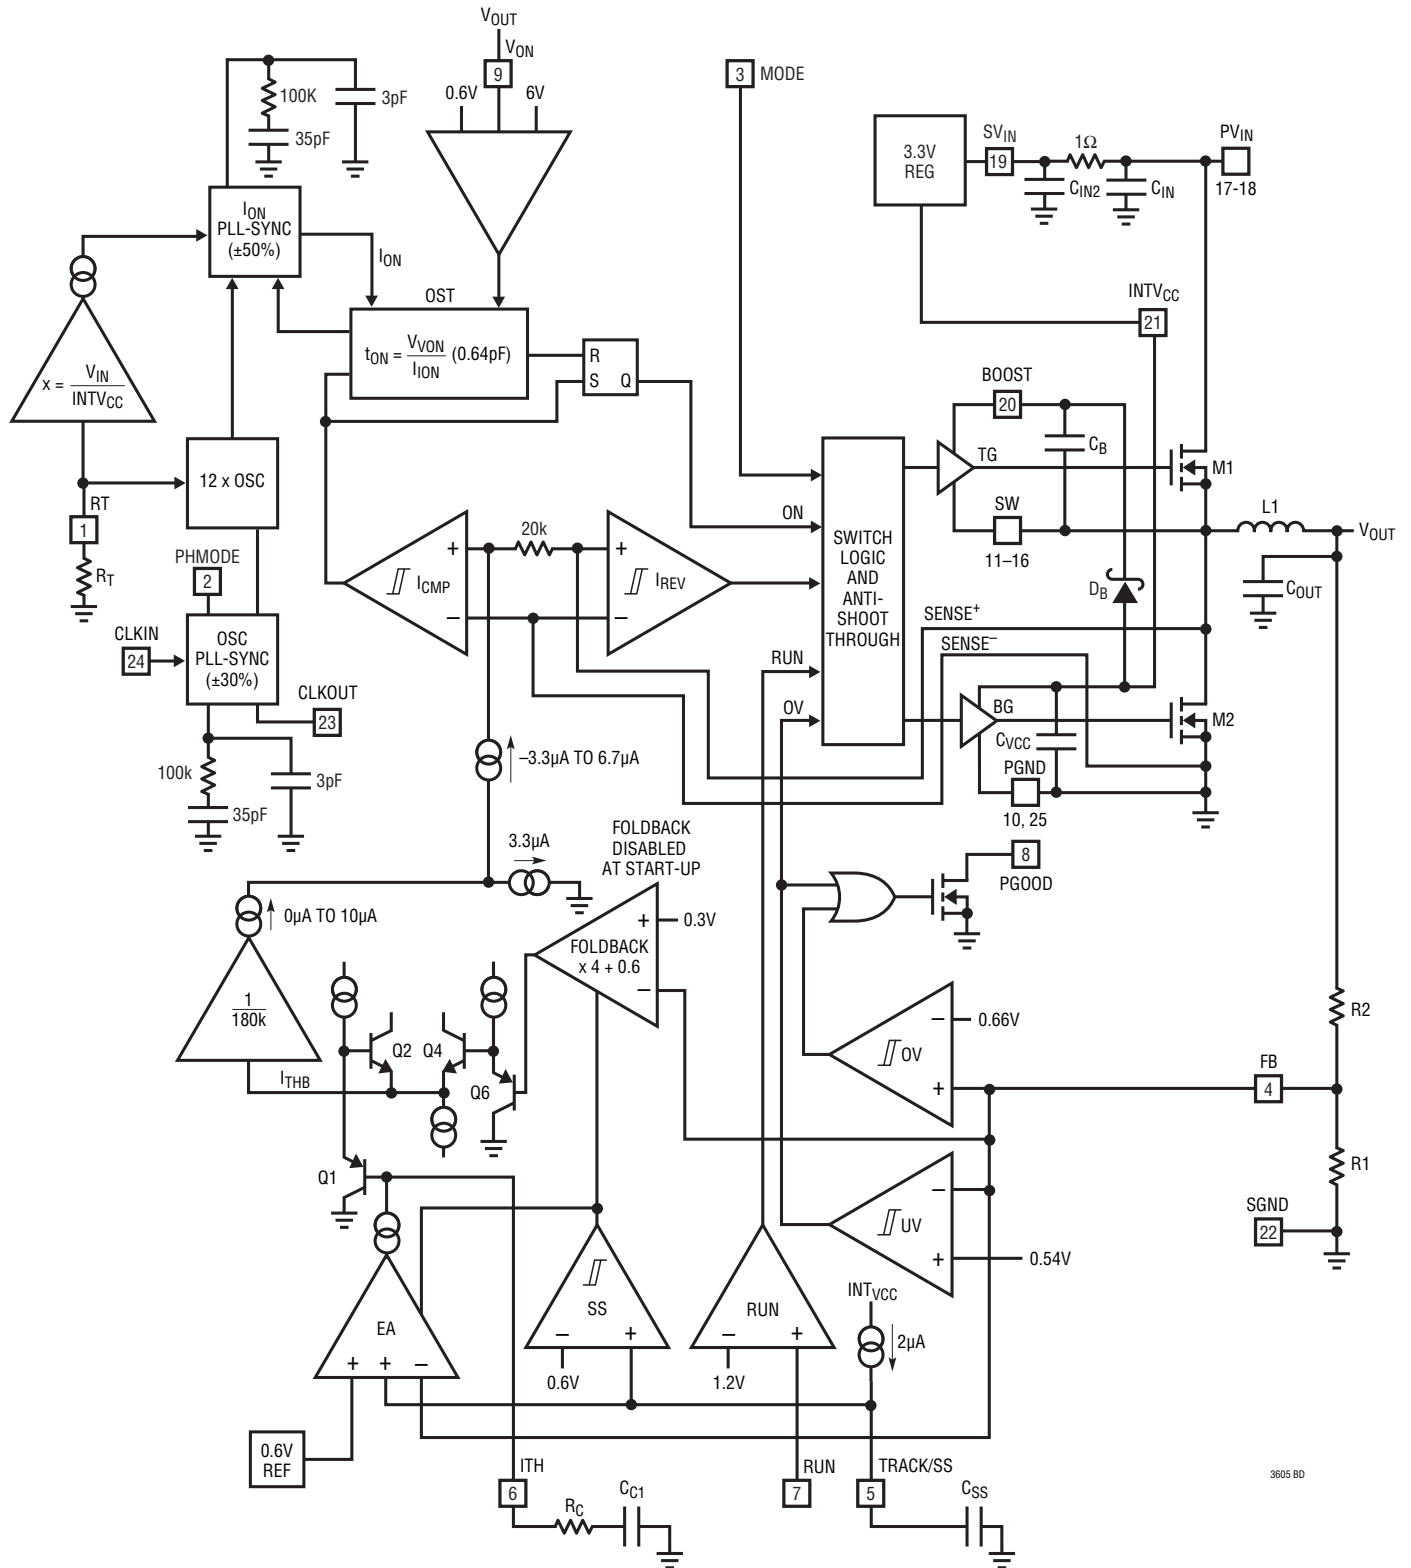 VOUT
VON
9
0.6V
6V
100K
3pF
35pF
ION
PLL-SYNC
(±50%)
ION
OST
tON = VVON / IION (0.64pF)
R
S Q
x = VIN / INTVCC
12 x OSC
RT
1
RT
PHMODE
2
CLKIN
24
OSC
PLL-SYNC
(±30%)
CLKOUT
23
100k
3pF
35pF
3 MODE
3.3V
REG
SVIN
19
1Ω
PVIN
17-18
CIN2
CIN
INTVCC
21
BOOST
20
CB
TG
M1
SW
11–16
L1
VOUT
COUT
DB
20k
+
–
ICMP
+
–
IREV
ON
RUN
OV
SWITCH
LOGIC
AND
ANTI-
SHOOT
THROUGH
SENSE+
SENSE–
BG
M2
CVCC
PGND
10, 25
–3.3µA TO 6.7µA
3.3µA
0µA TO 10µA
FOLDBACK
DISABLED
AT START-UP
+
0.3V
FOLDBACK
x 4 + 0.6
–
8
PGOOD
1
180k
ITHB
Q2
Q4
Q6
Q1
–
0.66V
OV
+
FB
4
R2
R1
SGND
22
–
UV
+
0.54V
EA
+ + –
SS
– +
0.6V
RUN
– +
1.2V
INTVCC
2µA
0.6V
REF
ITH
6
RC
CC1
RUN
7
TRACK/SS
5
CSS
3605 BD